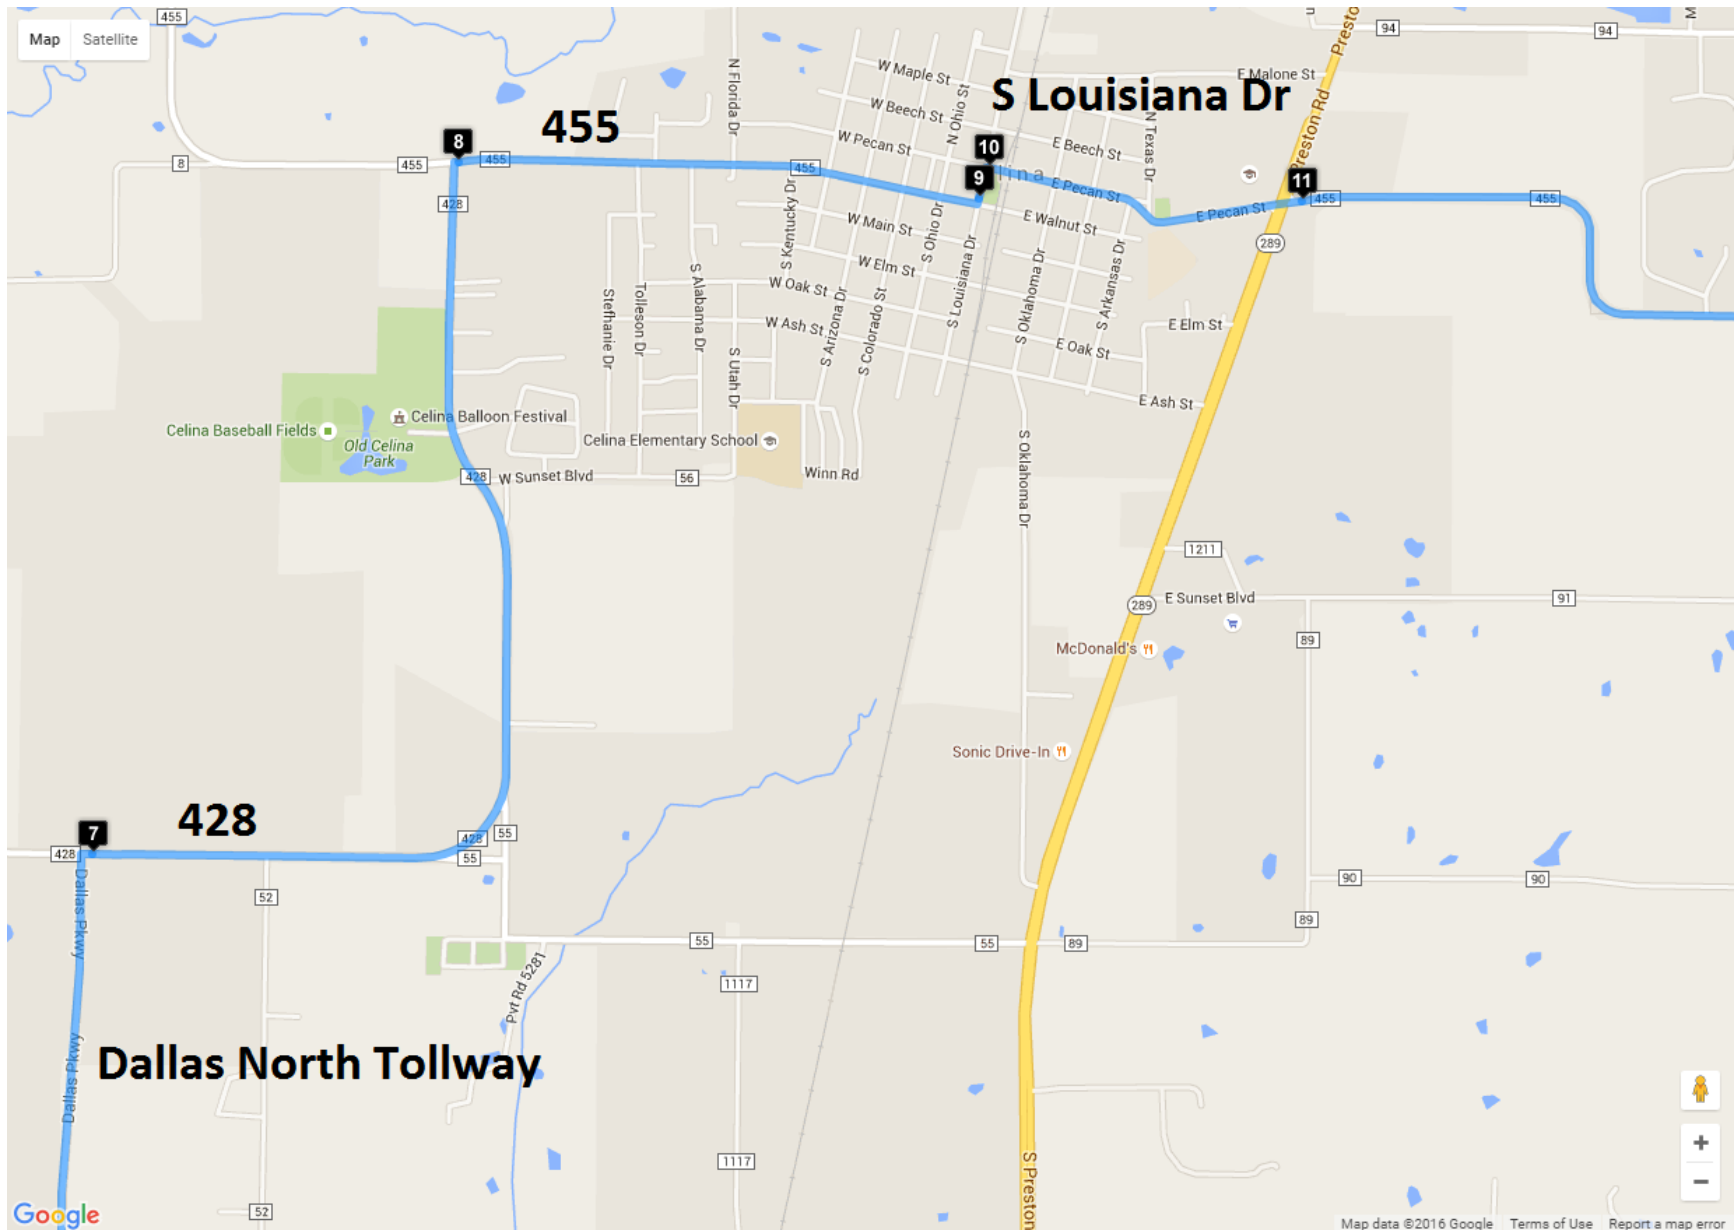 455
Map Satellite
N Florida Dr
W Maple St
W Beech St
W Pecan St
N Ohio St
E Malone St
S Louisiana Dr
Preston
Preston Rd
94
94
455
8
455
8
455
455
428
10
9
lina
E Beech St
N Texas Dr
E Pecan St
E Pecan St
11
455
455
289
S Kentucky Dr
W Main St
S Ohio Dr
E Walnut St
W Elm St
W Oak St
W Ash St
S Louisiana Dr
S Oklahoma Dr
S Arkansas Dr
E Elm St
E Oak St
E Ash St
Stefhanie Dr
Tolleson Dr
S Alabama Dr
S Utah Dr
S Arizona Dr
S Colorado St
Celina Balloon Festival
Celina Baseball Fields
Old Celina
Park
Celina Elementary School
428
W Sunset Blvd
56
Winn Rd
S Oklahoma Dr
1211
289
E Sunset Blvd
91
89
McDonald's
Sonic Drive-In
428
7
428
428
55
55
Dallas Pkwy
52
90
90
89
55
55
89
1117
Pvt Rd 5281
Dallas North Tollway
Dallas Pkwy
1117
S Preston
52
Google
Map data ©2016 Google Terms of Use Report a map error